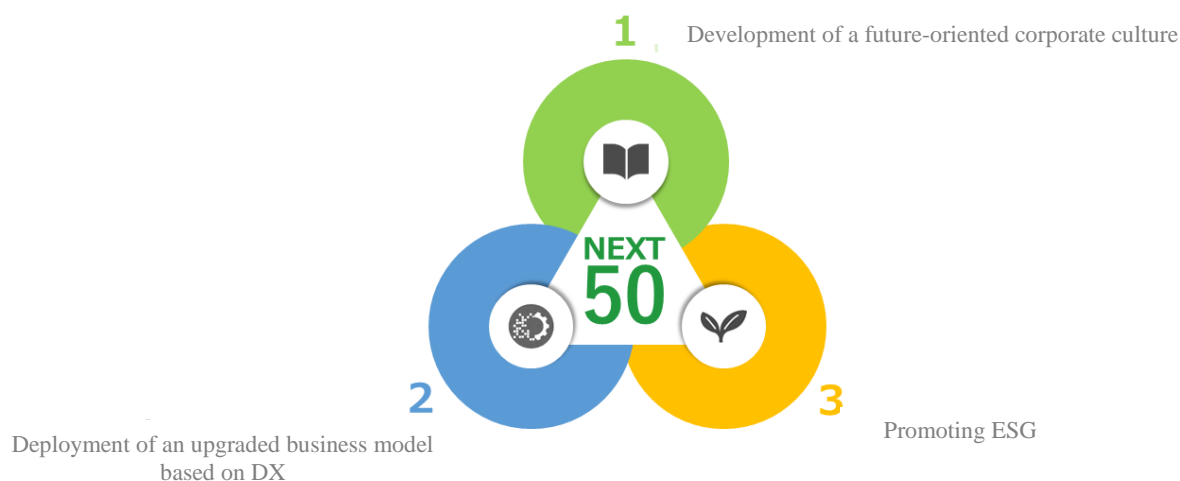 1
Development of a future-oriented corporate culture
NEXT
50
2
3
Promoting ESG
Deployment of an upgraded business model
based on DX